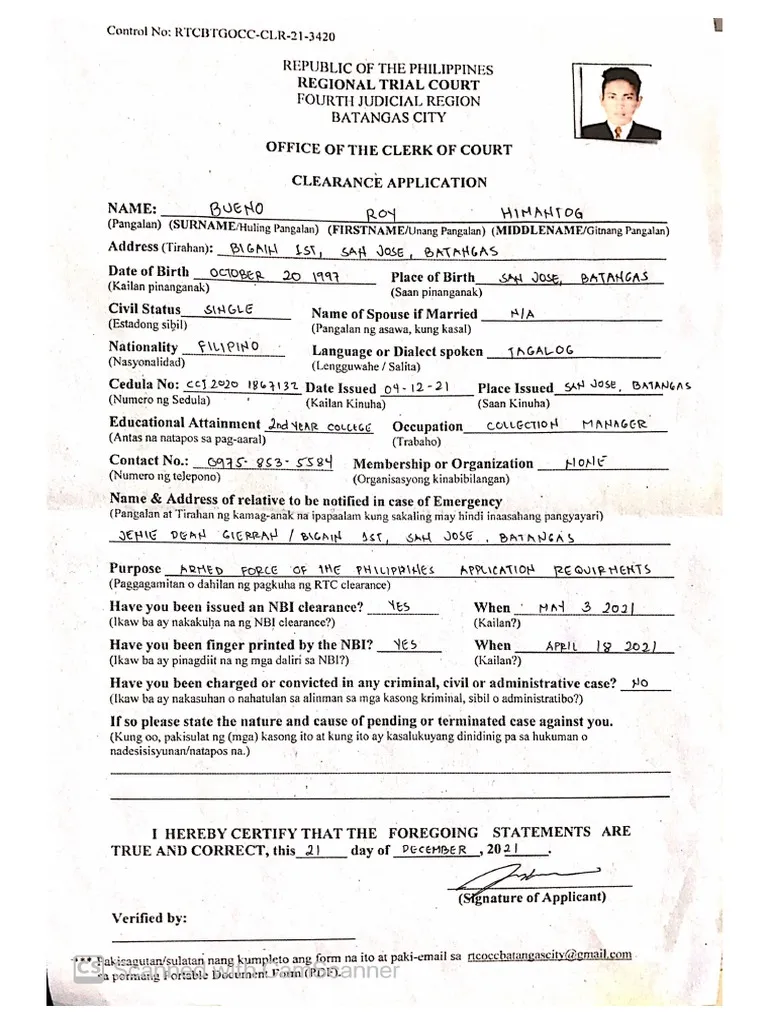 Control No: RTCBTGOCC-CLR-21-3420
REPUBLIC OF THE PHILIPPINES
REGIONAL TRIAL COURT
FOURTH JUDICIAL REGION
BATANGAS CITY
OFFICE OF THE CLERK OF COURT
CLEARANCE APPLICATION
NAME: BUENO ROY HIMANTOG
(Pangalan) (SURNAME/Huling Pangalan) (FIRSTNAME/Unang Pangalan) (MIDDLENAME/Gitnang Pangalan)
Address (Tirahan): BIGAIN 1ST, SAN JOSE, BATANGAS
Date of Birth OCTOBER 20 1997 Place of Birth SAN JOSE, BATANGAS
(Kailan pinanganak) (Saan pinanganak)
Civil Status SINGLE Name of Spouse if Married N/A
(Estadong sibil) (Pangalan ng asawa, kung kasal)
Nationality FILIPINO Language or Dialect spoken TAGALOG
(Nasyonalidad) (Lengguwahe / Salita)
Cedula No: CCI 2020 1867132 Date Issued 04-12-21 Place Issued SAN JOSE, BATANGAS
(Numero ng Sedula) (Kailan Kinuha) (Saan Kinuha)
Educational Attainment 2nd YEAR COLLEGE Occupation COLLECTION MANAGER
(Antas na natapos sa pag-aaral) (Trabaho)
Contact No.: 0975-853-5584 Membership or Organization NONE
(Numero ng telepono) (Organisasyong kinabibilangan)
Name & Address of relative to be notified in case of Emergency
(Pangalan at Tirahan ng kamag-anak na ipapaalam kung sakaling may hindi inaasahang pangyayari)
JENIE DEAN GIERRAN / BIGAIN 1ST, SAN JOSE, BATANGAS
Purpose ARMED FORCE OF THE PHILIPPINES APPLICATION REQUIRMENTS
(Paggagamitan o dahilan ng pagkuha ng RTC clearance)
Have you been issued an NBI clearance? YES When MAY 3 2021
(Ikaw ba ay nakakuha na ng NBI clearance?) (Kailan?)
Have you been finger printed by the NBI? YES When APRIL 18 2021
(Ikaw ba ay pinagdiit na ng mga daliri sa NBI?) (Kailan?)
Have you been charged or convicted in any criminal, civil or administrative case? NO
(Ikaw ba ay nakasuhan o nahatulan sa alinman sa mga kasong kriminal, sibil o administratibo?)
If so please state the nature and cause of pending or terminated case against you.
(Kung oo, pakisulat ng (mga) kasong ito at kung ito ay kasalukuyang dinidinig pa sa hukuman o
nadesisisyunan/natapos na.)
I HEREBY CERTIFY THAT THE FOREGOING STATEMENTS ARE
TRUE AND CORRECT, this 21 day of DECEMBER, 2021.
(Signature of Applicant)
Verified by:
*** Pakisagutan/sulatan nang kumpleto ang form na ito at paki-email sa rtcoccbatangascity@gmail.com
sa pormang Portable Document Form (PDF).
CS Scanned with CamScanner